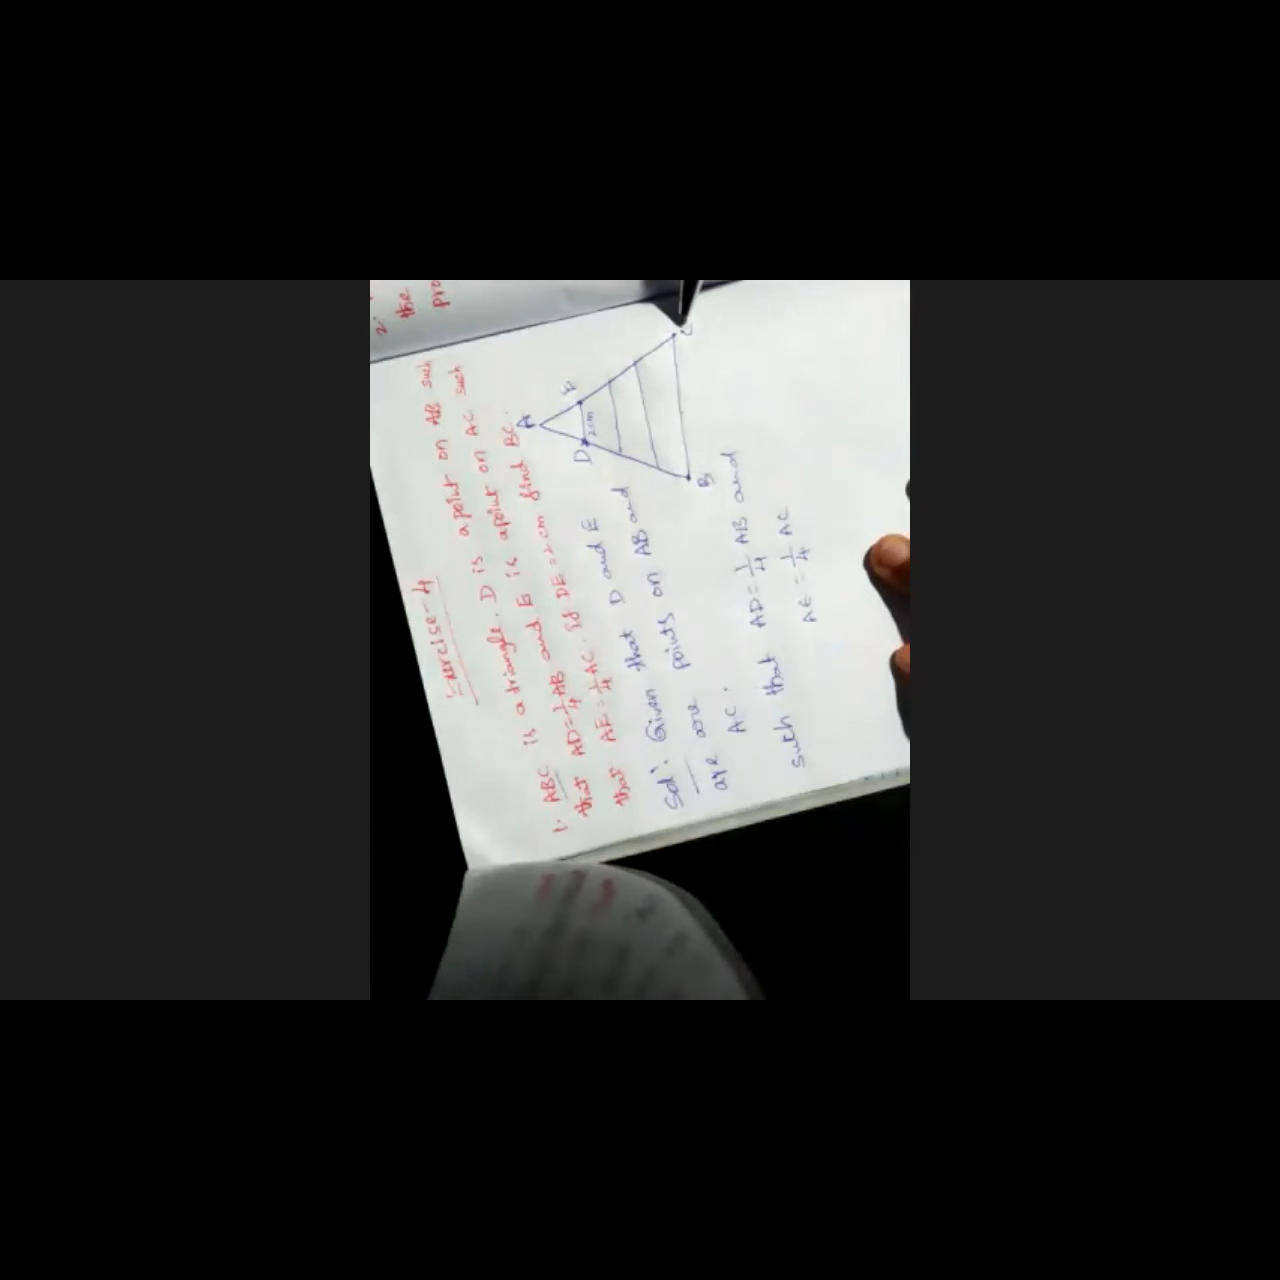 2.
the
pro
Exercise-4
1. ABC is a triangle. D is a point on AB such
that AD=1/4 AB and E is a point on AC such
that AE=1/4 AC. If DE=2cm find BC.
Sol: Given that D and E
are are points on AB and
AC.
such that AD=1/4 AB and
AE=1/4 AC
A
D
E
2cm
B
C